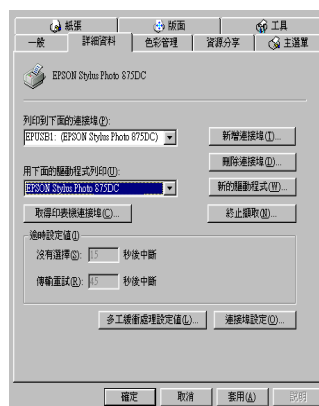 紙張 版面 工具
一般 詳細資料 色彩管理 資源分享 主選單
EPSON Stylus Photo 875DC
列印到下面的連接埠(P):
EPUSB1: (EPSON Stylus Photo 875DC)
新增連接埠(T)...
刪除連接埠(D)...
用下面的驅動程式列印(U):
EPSON Stylus Photo 875DC
新的驅動程式(W)...
取得印表機連接埠(C)...
終止擷取(N)...
逾時設定值(I)
沒有選擇(S): 15 秒後中斷
傳輸重試(R): 45 秒後中斷
多工緩衝處理設定值(L)...
連接埠設定(O)...
確定 取消 套用(A) 說明